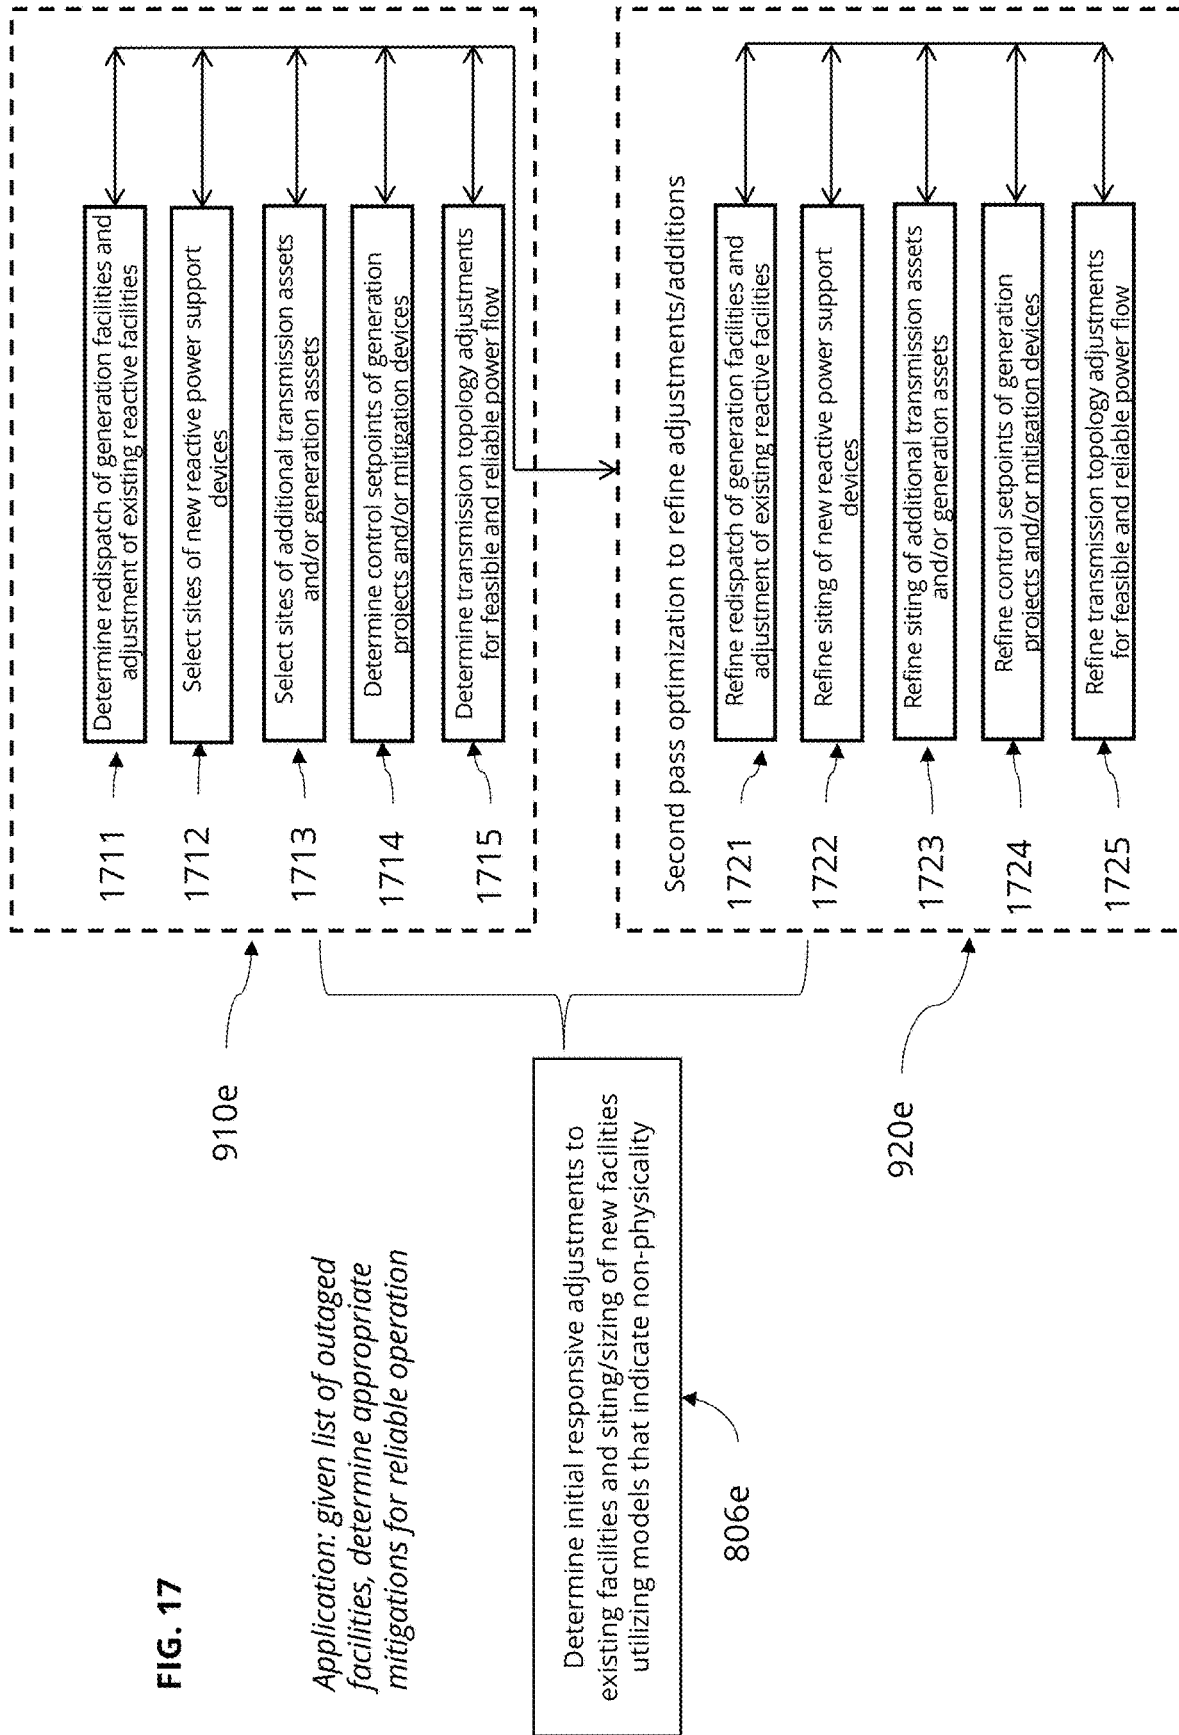 FIG. 17
Application: given list of outaged
facilities, determine appropriate
mitigations for reliable operation
Determine initial responsive adjustments to
existing facilities and siting/sizing of new facilities
utilizing models that indicate non-physicality
806e
910e
1711
Determine redispatch of generation facilities and
adjustment of existing reactive facilities
1712
Select sites of new reactive power support
devices
1713
Select sites of additional transmission assets
and/or generation assets
1714
Determine control setpoints of generation
projects and/or mitigation devices
1715
Determine transmission topology adjustments
for feasible and reliable power flow
920e
Second pass optimization to refine adjustments/additions
1721
Refine redispatch of generation facilities and
adjustment of existing reactive facilities
1722
Refine siting of new reactive power support
devices
1723
Refine siting of additional transmission assets
and/or generation assets
1724
Refine control setpoints of generation
projects and/or mitigation devices
1725
Refine transmission topology adjustments
for feasible and reliable power flow